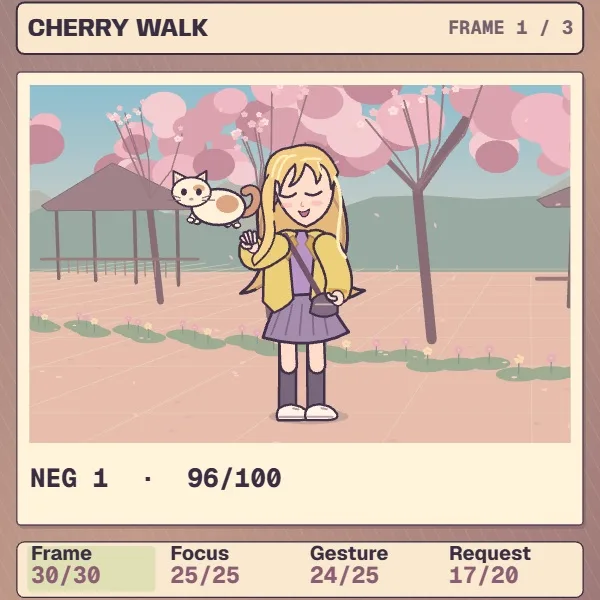 CHERRY WALK
FRAME 1 / 3
NEG 1 · 96/100
Frame Focus Gesture Request
30/30 25/25 24/25 17/20